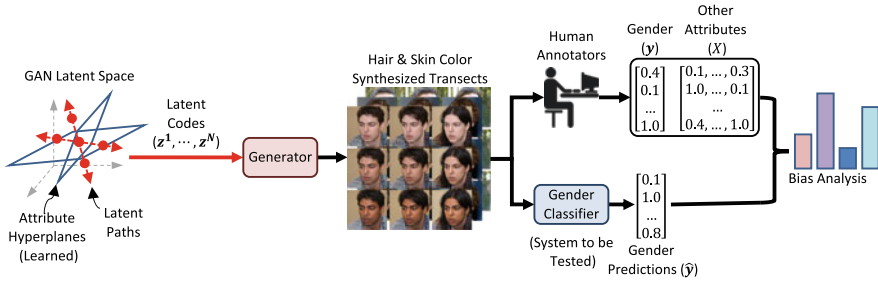 GAN Latent Space
Attribute
Hyperplanes
(Learned)
Latent
Paths
Latent
Codes
(z¹, ⋯, zᴺ)
Generator
Hair & Skin Color
Synthesized Transects
Human
Annotators
Gender
(y)
Other
Attributes
(X)
[0.4
0.1
...
1.0]
[0.1, ..., 0.3
1.0, ..., 0.1
...
0.4, ..., 1.0]
Gender
Classifier
(System to be
Tested)
[0.1
1.0
...
0.8]
Gender
Predictions (ŷ)
Bias Analysis